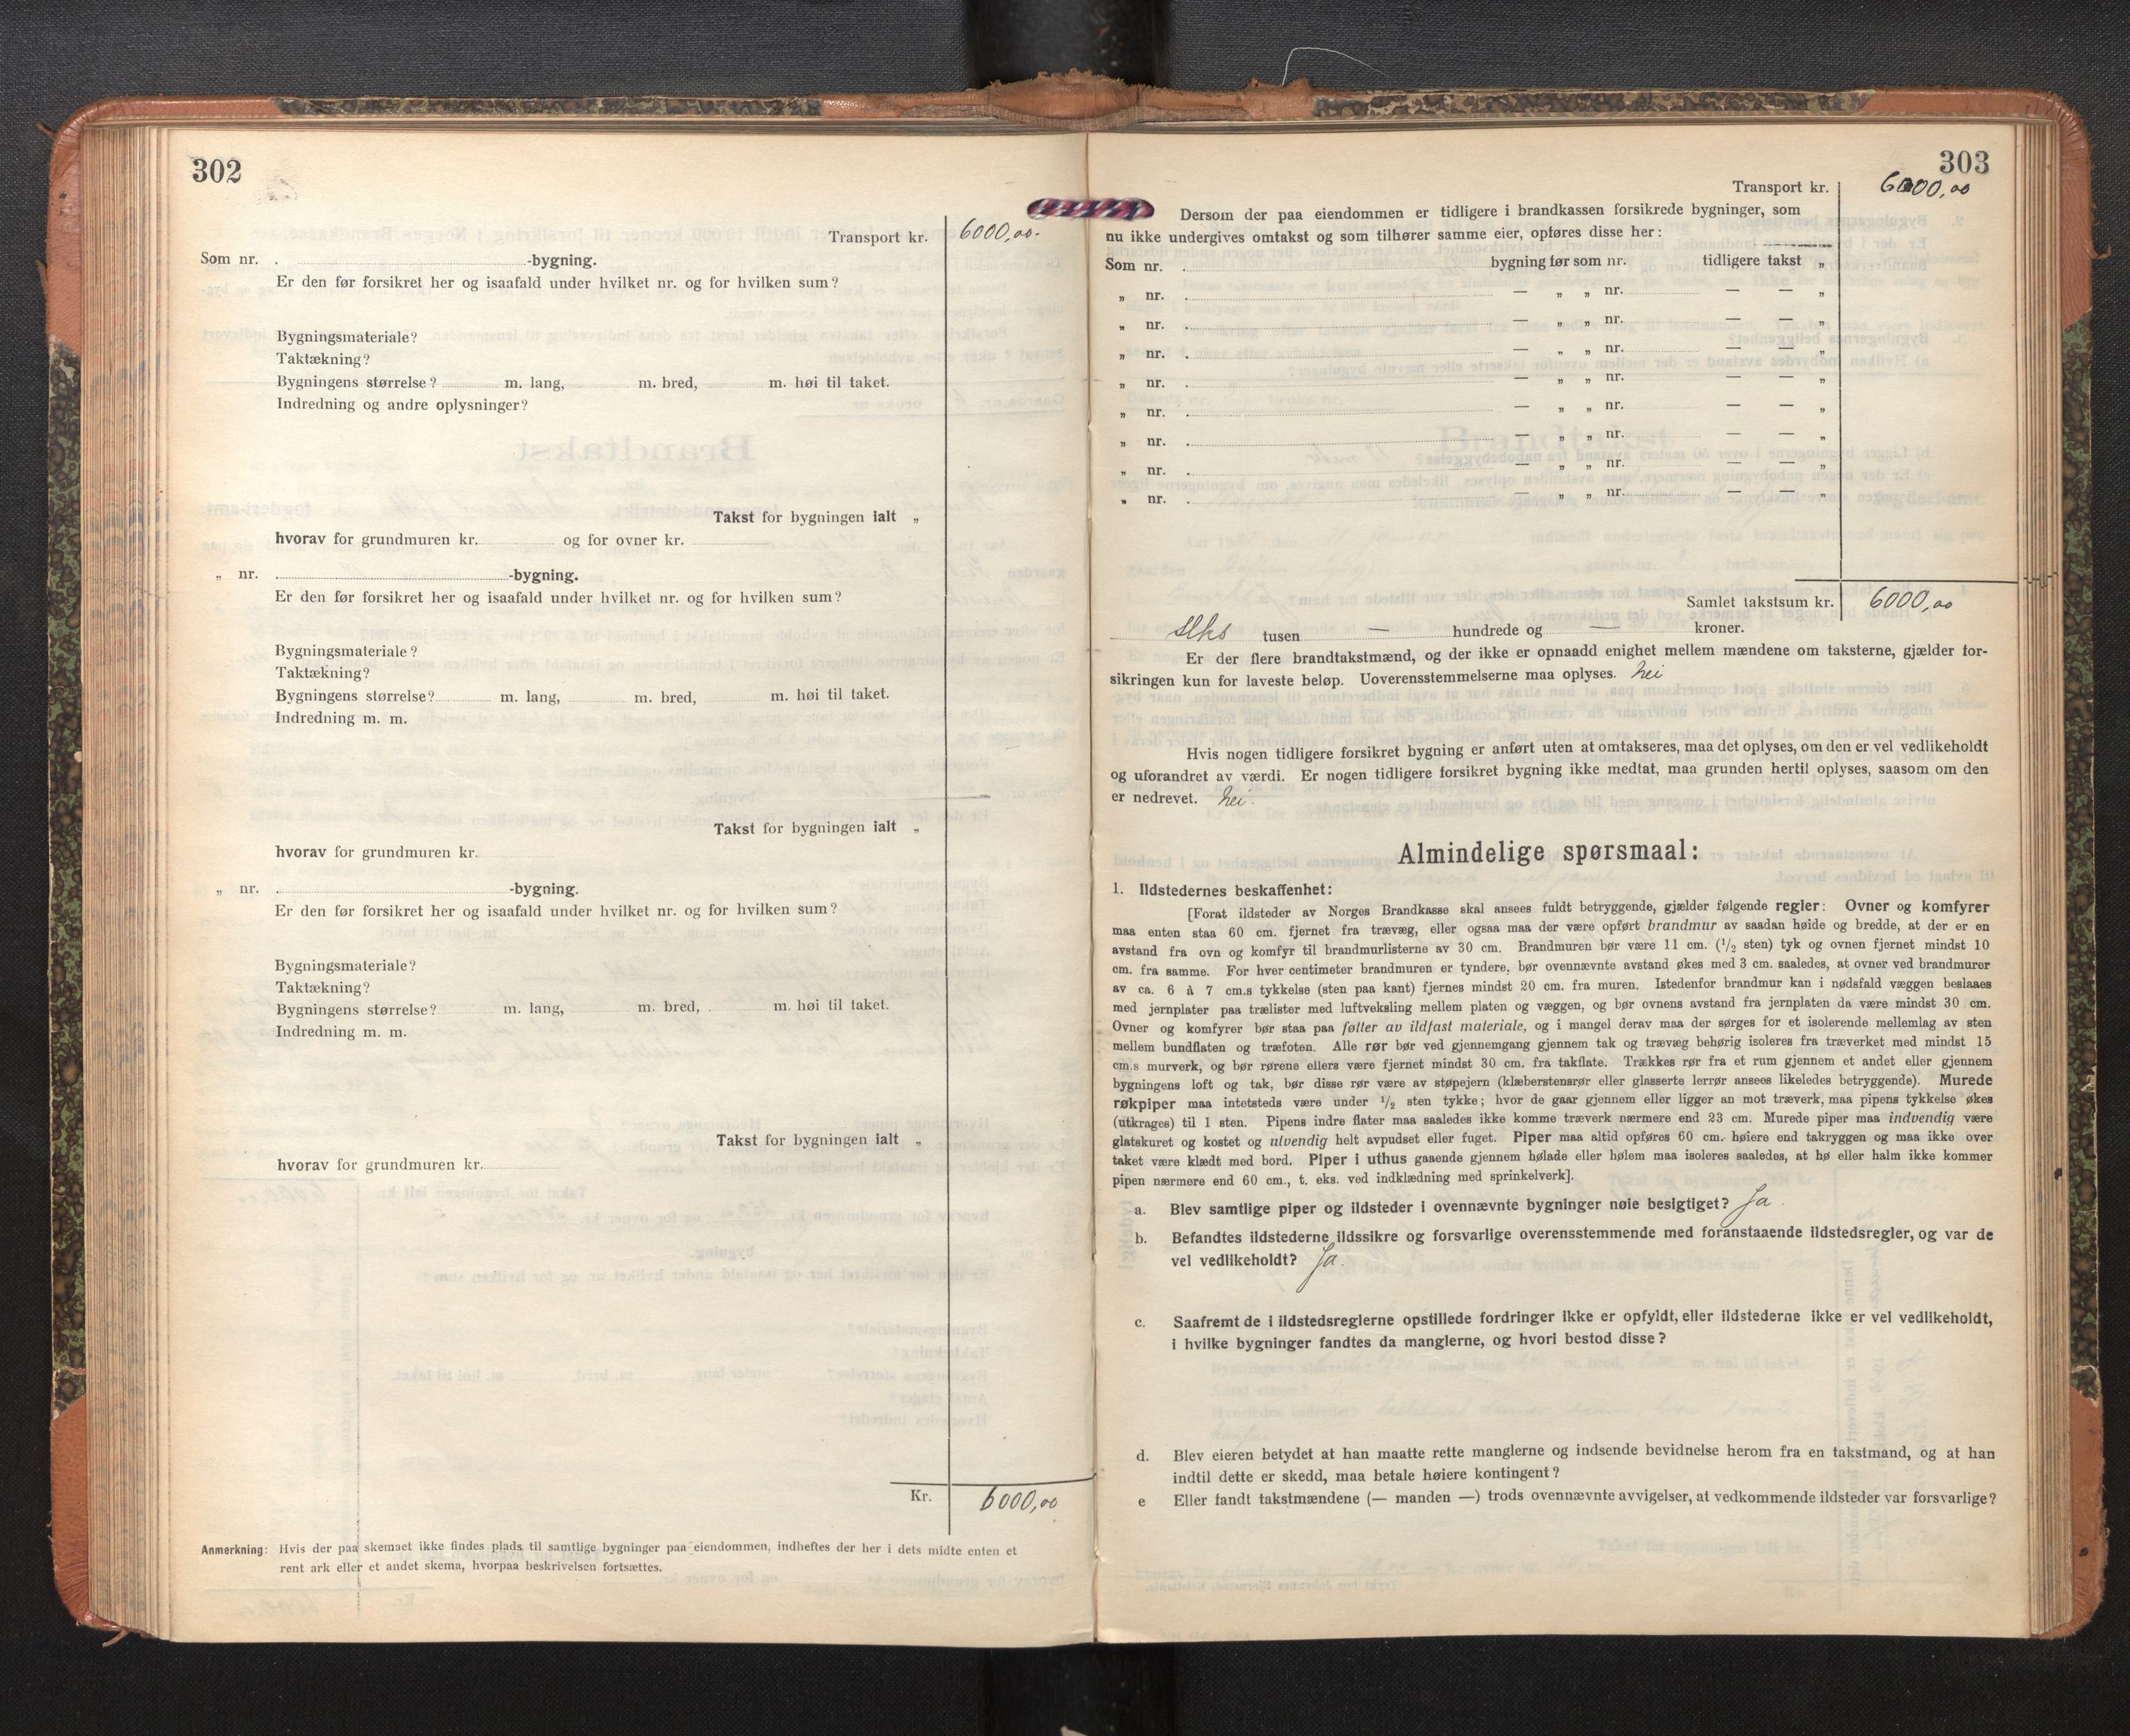 302
Transport kr. 6000,00-
Som nr. . -bygning.
Er den før forsikret her og isaafald under hvilket nr. og for hvilken sum?
Bygningsmateriale?
Taktækning?
Bygningens størrelse? m. lang, m. bred, m. høi til taket.
Indredning og andre oplysninger?
Takst for bygningen ialt „
hvorav for grundmuren kr. og for ovner kr.
„ nr. -bygning.
Er den før forsikret her og isaafald under hvilket nr. og for hvilken sum?
Bygningsmateriale?
Taktækning?
Bygningens størrelse? m. lang, m. bred, m. høi til taket.
Indredning m. m.
Takst for bygningen ialt „
hvorav for grundmuren kr.
„ nr. -bygning.
Er den før forsikret her og isaafald under hvilket nr. og for hvilken sum?
Bygningsmateriale?
Taktækning?
Bygningens størrelse? m. lang, m. bred, m. høi til taket.
Indredning m. m.
Takst for bygningen ialt „
hvorav for grundmuren kr.
Kr. 6000,00
Anmerkning: Hvis der paa skemaet ikke findes plads til samtlige bygninger paa eiendommen, indheftes der her i dets midte enten et
rent ark eller et andet skema, hvorpaa beskrivelsen fortsættes.
303
Transport kr. 6000,00
Dersom der paa eiendommen er tidligere i brandkassen forsikrede bygninger, som
nu ikke undergives omtakst og som tilhører samme eier, opføres disse her:
Som nr. bygning før som nr. tidligere takst „
„ nr. — „ „ nr. — — „
„ nr. — „ „ nr. — — „
„ nr. — „ „ nr. — — „
„ nr. — „ „ nr. — — „
„ nr. — „ „ nr. — — „
„ nr. — „ „ nr. — — „
„ nr. — „ „ nr. — — „
„ nr. — „ „ nr. — — „
Samlet takstsum kr. 6000,00
seks tusen — hundrede og — kroner.
Er der flere brandtakstmænd, og der ikke er opnaadd enighet mellem mændene om taksterne, gjælder for-
sikringen kun for laveste beløp. Uoverensstemmelserne maa oplyses. nei
Hvis nogen tidligere forsikret bygning er anført uten at omtakseres, maa det oplyses, om den er vel vedlikeholdt
og uforandret av værdi. Er nogen tidligere forsikret bygning ikke medtat, maa grunden hertil oplyses, saasom om den
er nedrevet. nei.
Almindelige spørsmaal:
1. Ildstedernes beskaffenhet:
[Forat ildsteder av Norges Brandkasse skal ansees fuldt betryggende, gjælder følgende regler: Ovner og komfyrer
maa enten staa 60 cm. fjernet fra trævæg, eller ogsaa maa der være opført brandmur av saadan høide og bredde, at der er en
avstand fra ovn og komfyr til brandmurlisterne av 30 cm. Brandmuren bør være 11 cm. (1/2 sten) tyk og ovnen fjernet mindst 10
cm. fra samme. For hver centimeter brandmuren er tyndere, bør ovennævnte avstand økes med 3 cm. saaledes, at ovner ved brandmurer
av ca. 6 à 7 cm.s tykkelse (sten paa kant) fjernes mindst 20 cm. fra muren. Istedenfor brandmur kan i nødsfald væggen beslaaes
med jernplater paa trælister med luftveksling mellem platen og væggen, og bør ovnens avstand fra jernplaten da være mindst 30 cm.
Ovner og komfyrer bør staa paa føtter av ildfast materiale, og i mangel derav maa der sørges for et isolerende mellemlag av sten
mellem bundflaten og træfoten. Alle rør bør ved gjennemgang gjennem tak og trævæg behørig isoleres fra træverket med mindst 15
cm.s murverk, og bør rørene ellers være fjernet mindst 30 cm. fra takflate. Trækkes rør fra et rum gjennem et andet eller gjennem
bygningens loft og tak, bør disse rør være av støpejern (klæberstensrør eller glasserte lerrør ansees likeledes betryggende). Murede
røkpiper maa intetsteds være under 1/2 sten tykke; hvor de gaar gjennem eller ligger an mot træverk, maa pipens tykkelse økes
(utkrages) til 1 sten. Pipens indre flater maa saaledes ikke komme træverk nærmere end 23 cm. Murede piper maa indvendig være
glatskuret og kostet og utvendig helt avpudset eller fuget. Piper maa altid opføres 60 cm. høiere end takryggen og maa ikke over
taket være klædt med bord. Piper i uthus gaaende gjennem hølade eller hølem maa isoleres saaledes, at hø eller halm ikke kommer
pipen nærmere end 60 cm., t. eks. ved indklædning med sprinkelverk].
a. Blev samtlige piper og ildsteder i ovennævnte bygninger nøie besigtiget? Ja.
b. Befandtes ildstederne ildssikre og forsvarlige overensstemmende med foranstaaende ildstedsregler, og var de
vel vedlikeholdt? Ja.
c. Saafremt de i ildstedsreglerne opstillede fordringer ikke er opfyldt, eller ildstederne ikke er vel vedlikeholdt,
i hvilke bygninger fandtes da manglerne, og hvori bestod disse?
d. Blev eieren betydet at han maatte rette manglerne og indsende bevidnelse herom fra en takstmand, og at han
indtil dette er skedd, maa betale høiere kontingent?
e Eller fandt takstmændene (— manden —) trods ovennævnte avvigelser, at vedkommende ildsteder var forsvarlige?